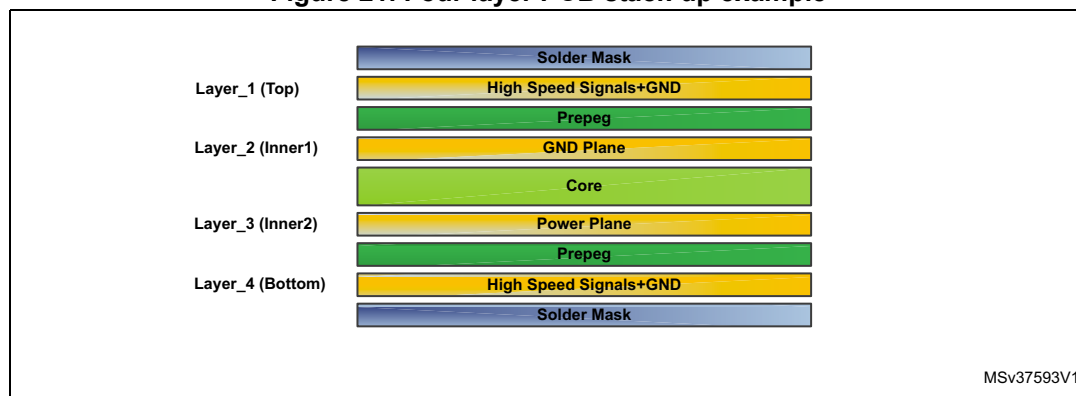 Solder Mask
Layer_1 (Top) High Speed Signals+GND
Prepeg
Layer_2 (Inner1) GND Plane
Core
Layer_3 (Inner2) Power Plane
Prepeg
Layer_4 (Bottom) High Speed Signals+GND
Solder Mask
MSv37593V1